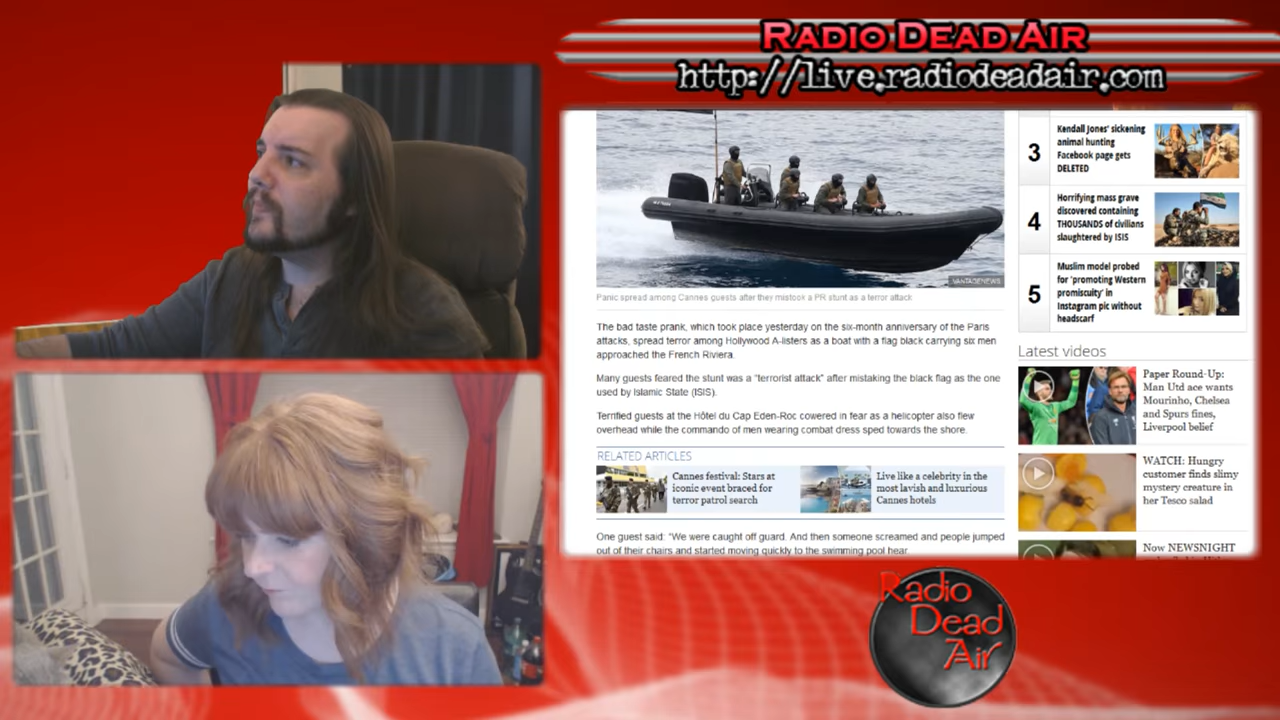 RADIO DEAD AIR
http://live.radiodeadair.com
VANTAGENEWS
Panic spread among Cannes guests after they mistook a PR stunt as a terror attack
The bad taste prank, which took place yesterday on the six-month anniversary of the Paris
attacks, spread terror among Hollywood A-listers as a boat with a flag black carrying six men
approached the French Riviera.
Many guests feared the stunt was a "terrorist attack" after mistaking the black flag as the one
used by Islamic State (ISIS).
Terrified guests at the Hôtel du Cap Eden-Roc cowered in fear as a helicopter also flew
overhead while the commando of men wearing combat dress sped towards the shore.
RELATED ARTICLES
Cannes festival: Stars at
iconic event braced for
terror patrol search
Live like a celebrity in the
most lavish and luxurious
Cannes hotels
One guest said: "We were caught off guard. And then someone screamed and people jumped
out of their chairs and started moving quickly to the swimming pool hear.
3
Kendall Jones' sickening
animal hunting
Facebook page gets
DELETED
4
Horrifying mass grave
discovered containing
THOUSANDS of civilians
slaughtered by ISIS
5
Muslim model probed
for 'promoting Western
promiscuity' in
Instagram pic without
headscarf
Latest videos
Paper Round-Up:
Man Utd ace wants
Mourinho, Chelsea
and Spurs fines,
Liverpool belief
WATCH: Hungry
customer finds slimy
mystery creature in
her Tesco salad
Now NEWSNIGHT
Radio
Dead
Air